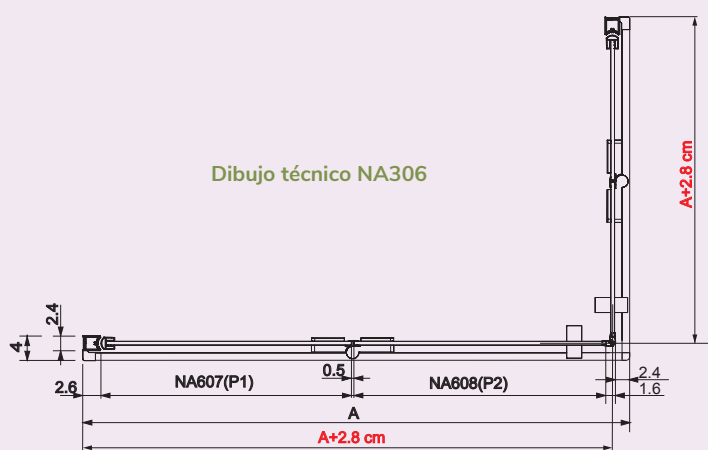 A+2.8 cm
Dibujo técnico NA306
2.4
4
2.6
NA607(P1)
0.5
NA608(P2)
2.4
1.6
A
A+2.8 cm